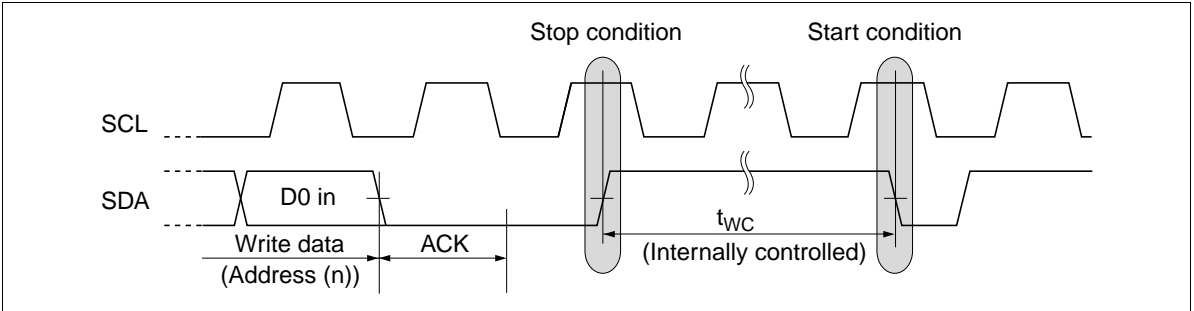 Stop condition
Start condition
SCL
SDA
D0 in
Write data
(Address (n))
ACK
tWC
(Internally controlled)